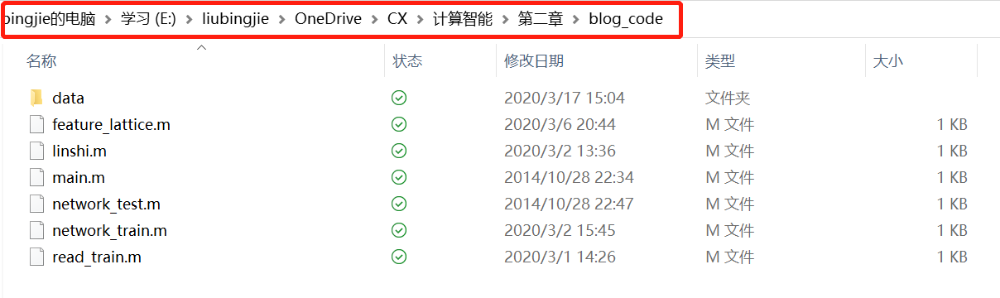 bingjie的电脑 > 学习 (E:) > liubingjie > OneDrive > CX > 计算智能 > 第二章 > blog_code
名称 状态 修改日期 类型 大小
data 2020/3/17 15:04 文件夹
feature_lattice.m 2020/3/6 20:44 M 文件 1 KB
linshi.m 2020/3/2 13:36 M 文件 1 KB
main.m 2014/10/28 22:34 M 文件 1 KB
network_test.m 2014/10/28 22:47 M 文件 1 KB
network_train.m 2020/3/2 15:45 M 文件 1 KB
read_train.m 2020/3/1 14:26 M 文件 1 KB